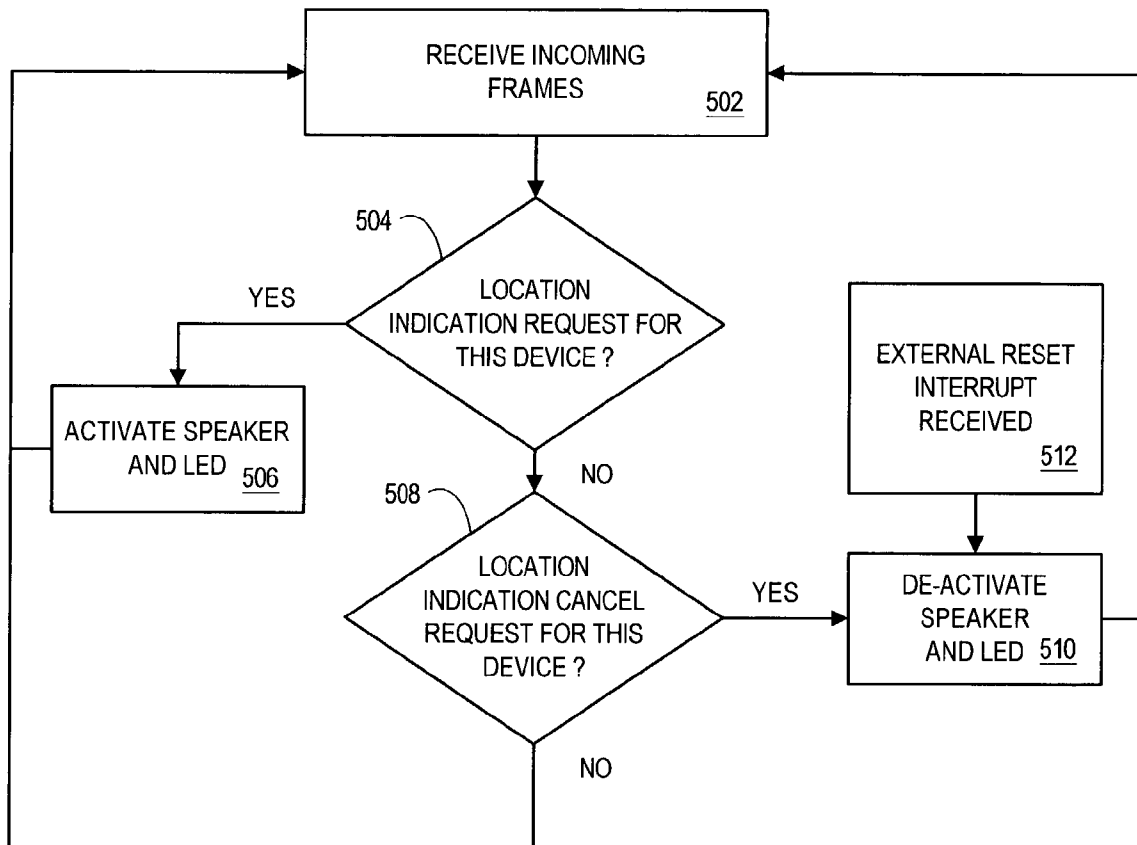 RECEIVE INCOMING
FRAMES
502
504
LOCATION
INDICATION REQUEST FOR
THIS DEVICE ?
YES
NO
ACTIVATE SPEAKER
AND LED 506
EXTERNAL RESET
INTERRUPT
RECEIVED
512
508
LOCATION
INDICATION CANCEL
REQUEST FOR THIS
DEVICE ?
YES
NO
DE-ACTIVATE
SPEAKER
AND LED 510